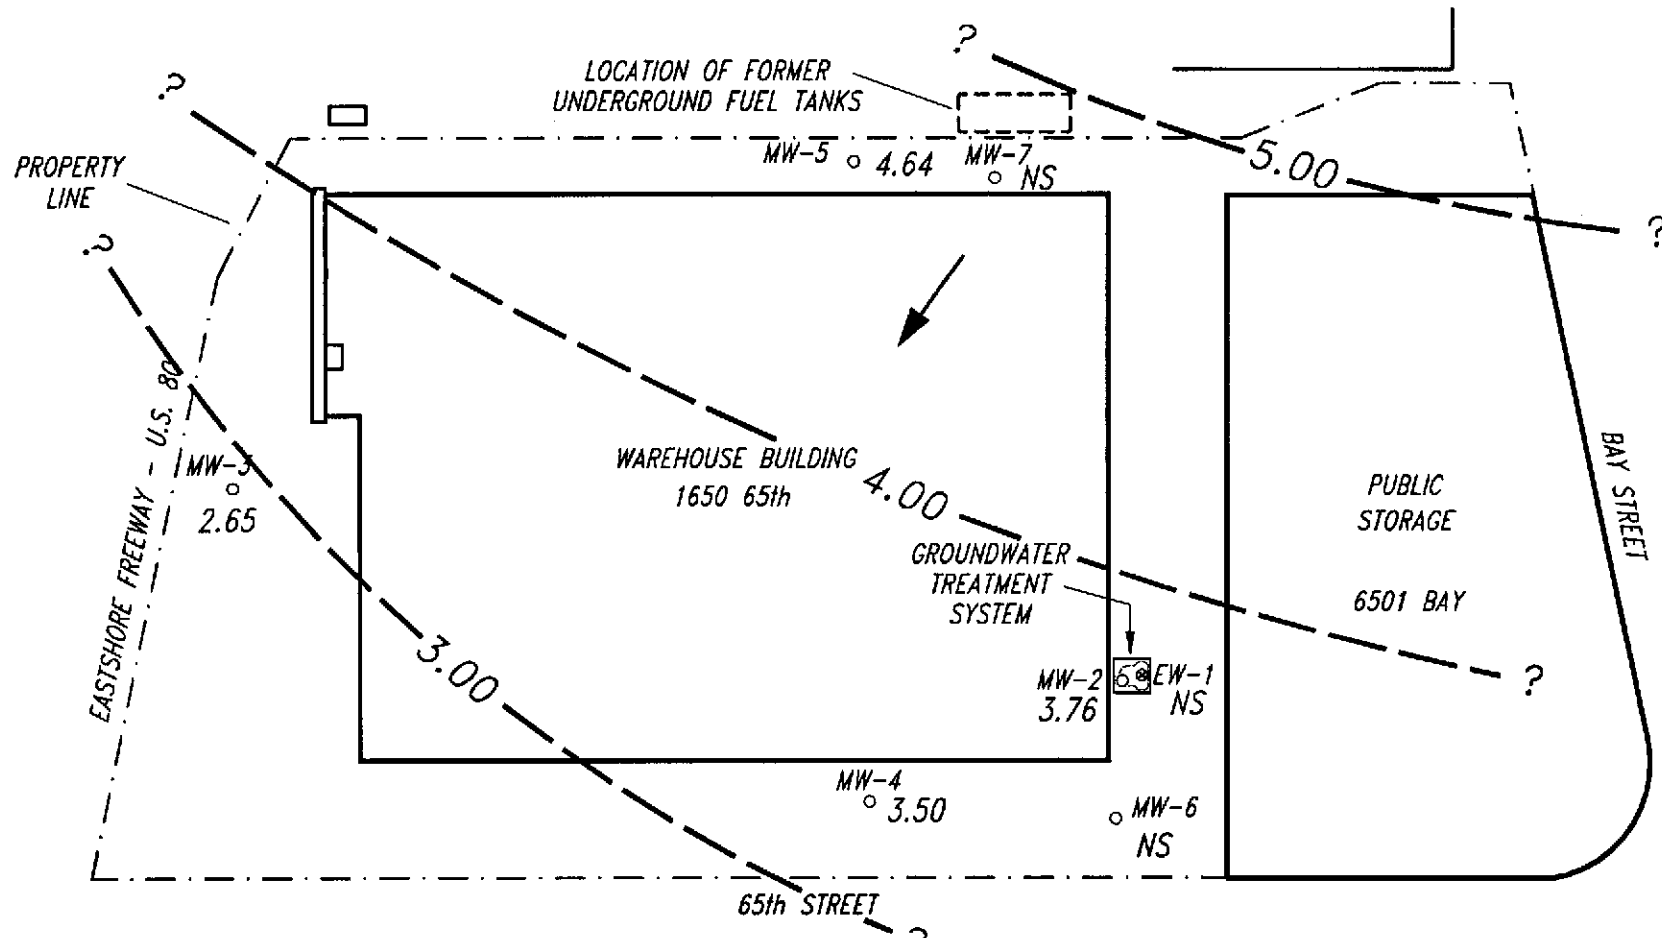 ?
?
LOCATION OF FORMER
UNDERGROUND FUEL TANKS
MW-5
4.64
MW-7
NS
5.00
?
PROPERTY
LINE
?
EASTSHORE FREEWAY - U.S. 80
MW-3
2.65
WAREHOUSE BUILDING
1650 65th
4.00
GROUNDWATER
TREATMENT
SYSTEM
PUBLIC
STORAGE
6501 BAY
BAY STREET
3.00
MW-2
3.76
EW-1
NS
?
MW-4
3.50
MW-6
NS
65th STREET
?